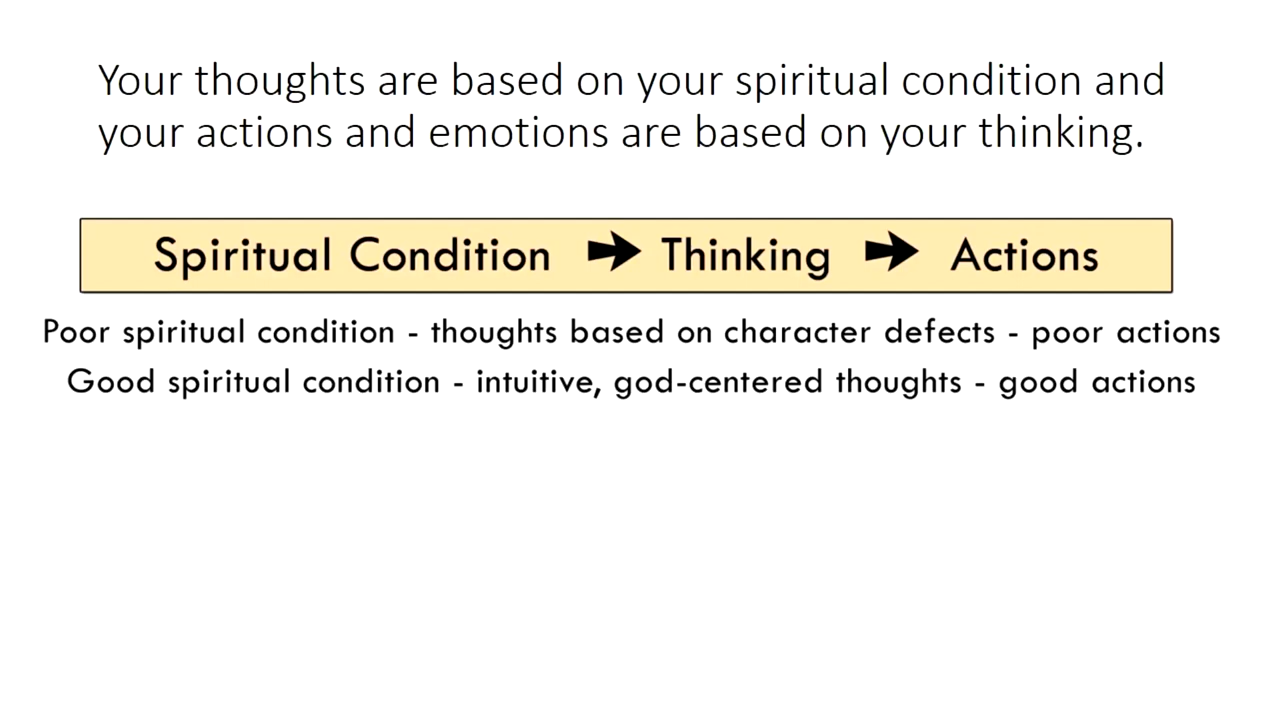 Your thoughts are based on your spiritual condition and
your actions and emotions are based on your thinking.
Spiritual Condition → Thinking → Actions
Poor spiritual condition - thoughts based on character defects - poor actions
Good spiritual condition - intuitive, god-centered thoughts - good actions